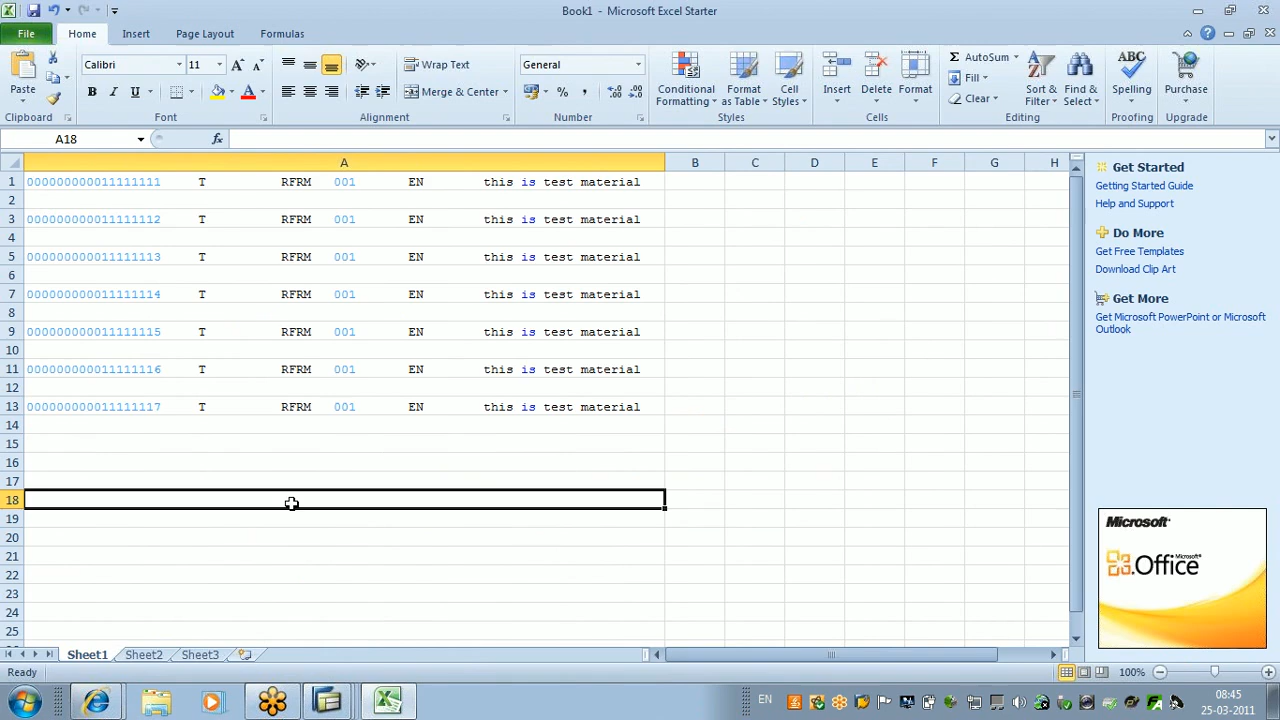 Book1 - Microsoft Excel Starter
File Home Insert Page Layout Formulas
Paste Calibri 11 Wrap Text General Conditional Formatting Format as Table Cell Styles Insert Delete Format AutoSum Fill Clear Sort & Filter Find & Select Spelling Purchase
B I U A Merge & Center % ,
Clipboard Font Alignment Number Styles Cells Editing Proofing Upgrade
A18 fx
A B C D E F G H
1 000000000011111111 T RFRM 001 EN this is test material
2
3 000000000011111112 T RFRM 001 EN this is test material
4
5 000000000011111113 T RFRM 001 EN this is test material
6
7 000000000011111114 T RFRM 001 EN this is test material
8
9 000000000011111115 T RFRM 001 EN this is test material
10
11 000000000011111116 T RFRM 001 EN this is test material
12
13 000000000011111117 T RFRM 001 EN this is test material
14
15
16
17
18
19
20
21
22
23
24
25
Get Started
Getting Started Guide
Help and Support
Do More
Get Free Templates
Download Clip Art
Get More
Get Microsoft PowerPoint or Microsoft
Outlook
Microsoft
Office
Sheet1 Sheet2 Sheet3
Ready 100%
EN 08:45
25-03-2011